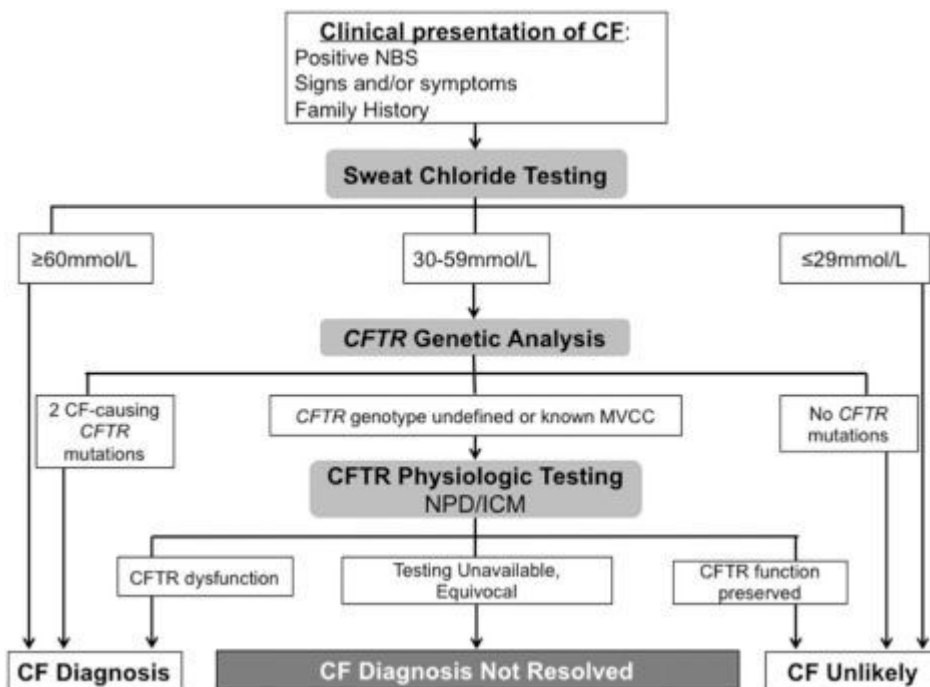 Clinical presentation of CF:
Positive NBS
Signs and/or symptoms
Family History
Sweat Chloride Testing
≥60mmol/L
30-59mmol/L
≤29mmol/L
CFTR Genetic Analysis
2 CF-causing
CFTR
mutations
CFTR genotype undefined or known MVCC
No CFTR
mutations
CFTR Physiologic Testing
NPD/ICM
CFTR dysfunction
Testing Unavailable,
Equivocal
CFTR function
preserved
CF Diagnosis
CF Diagnosis Not Resolved
CF Unlikely